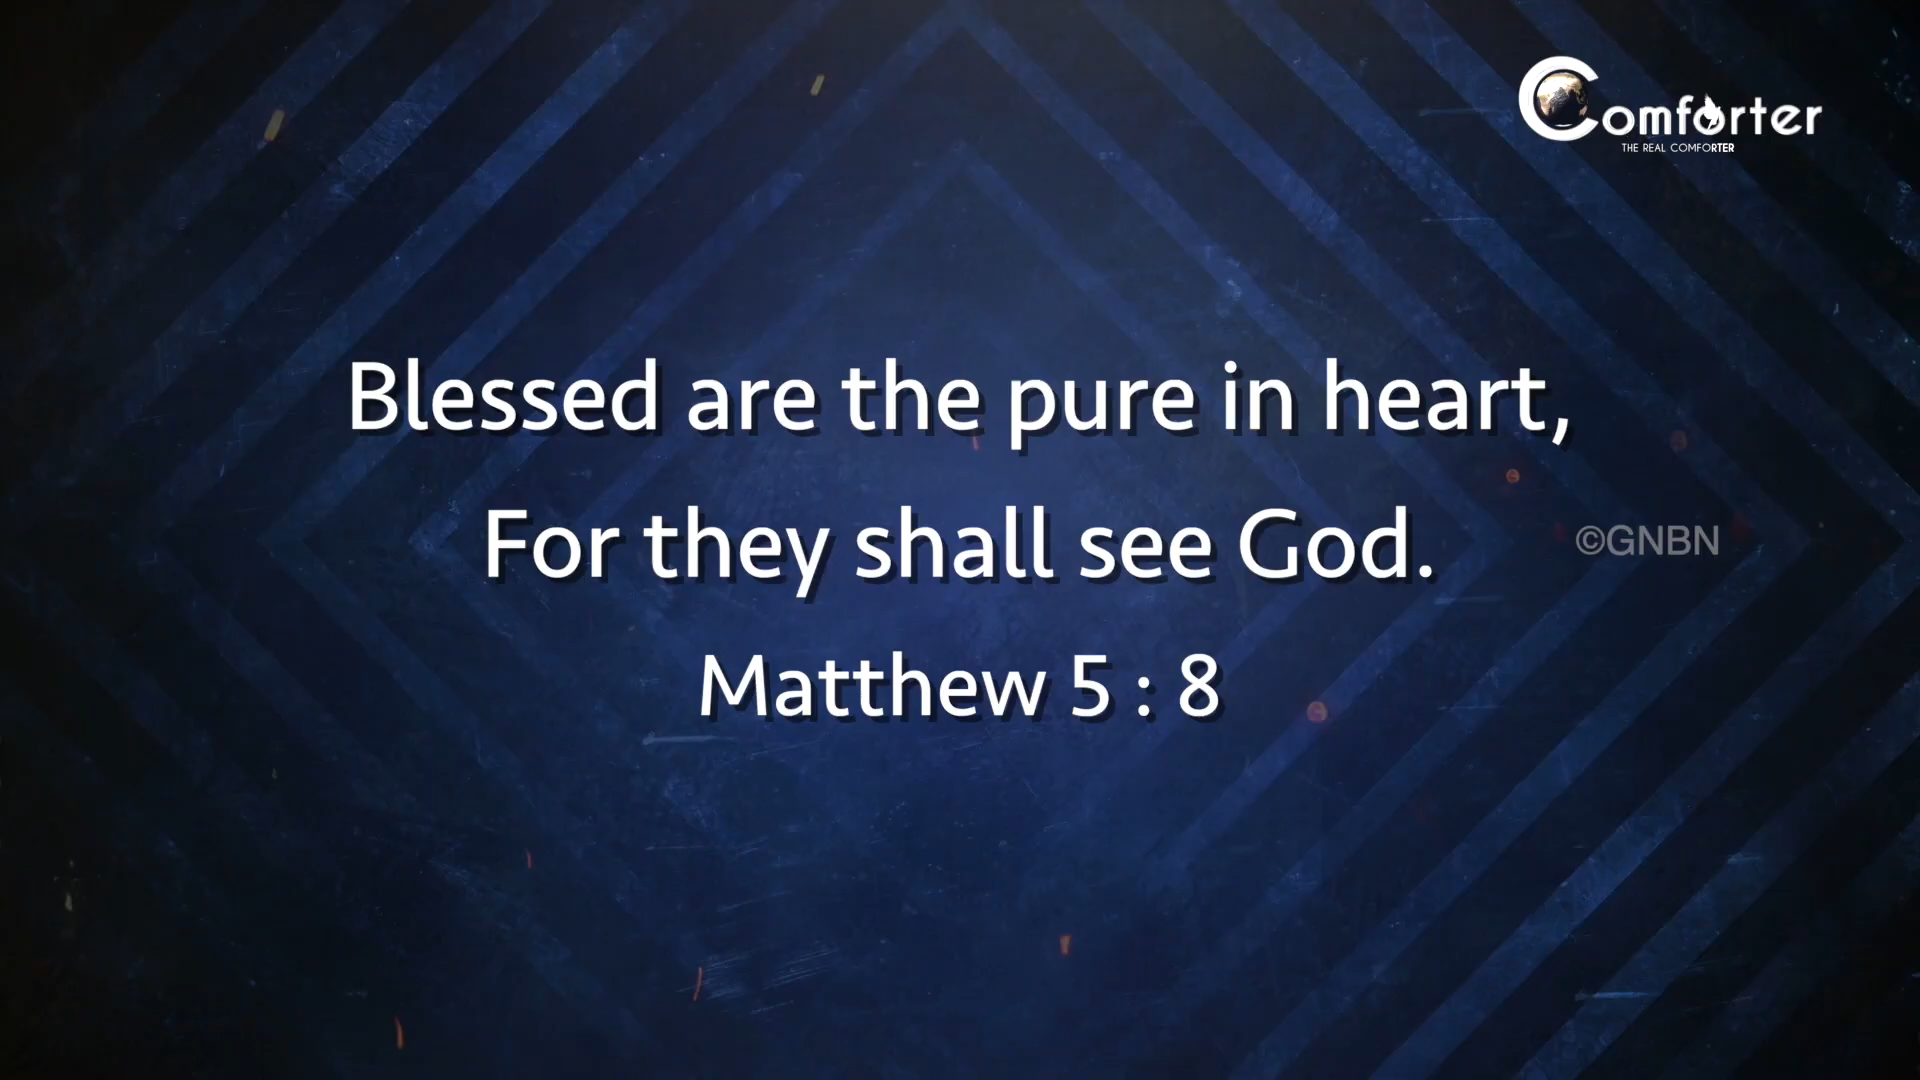 Comforter
THE REAL COMFORTER
Blessed are the pure in heart,
For they shall see God.
©GNBN
Matthew 5 : 8